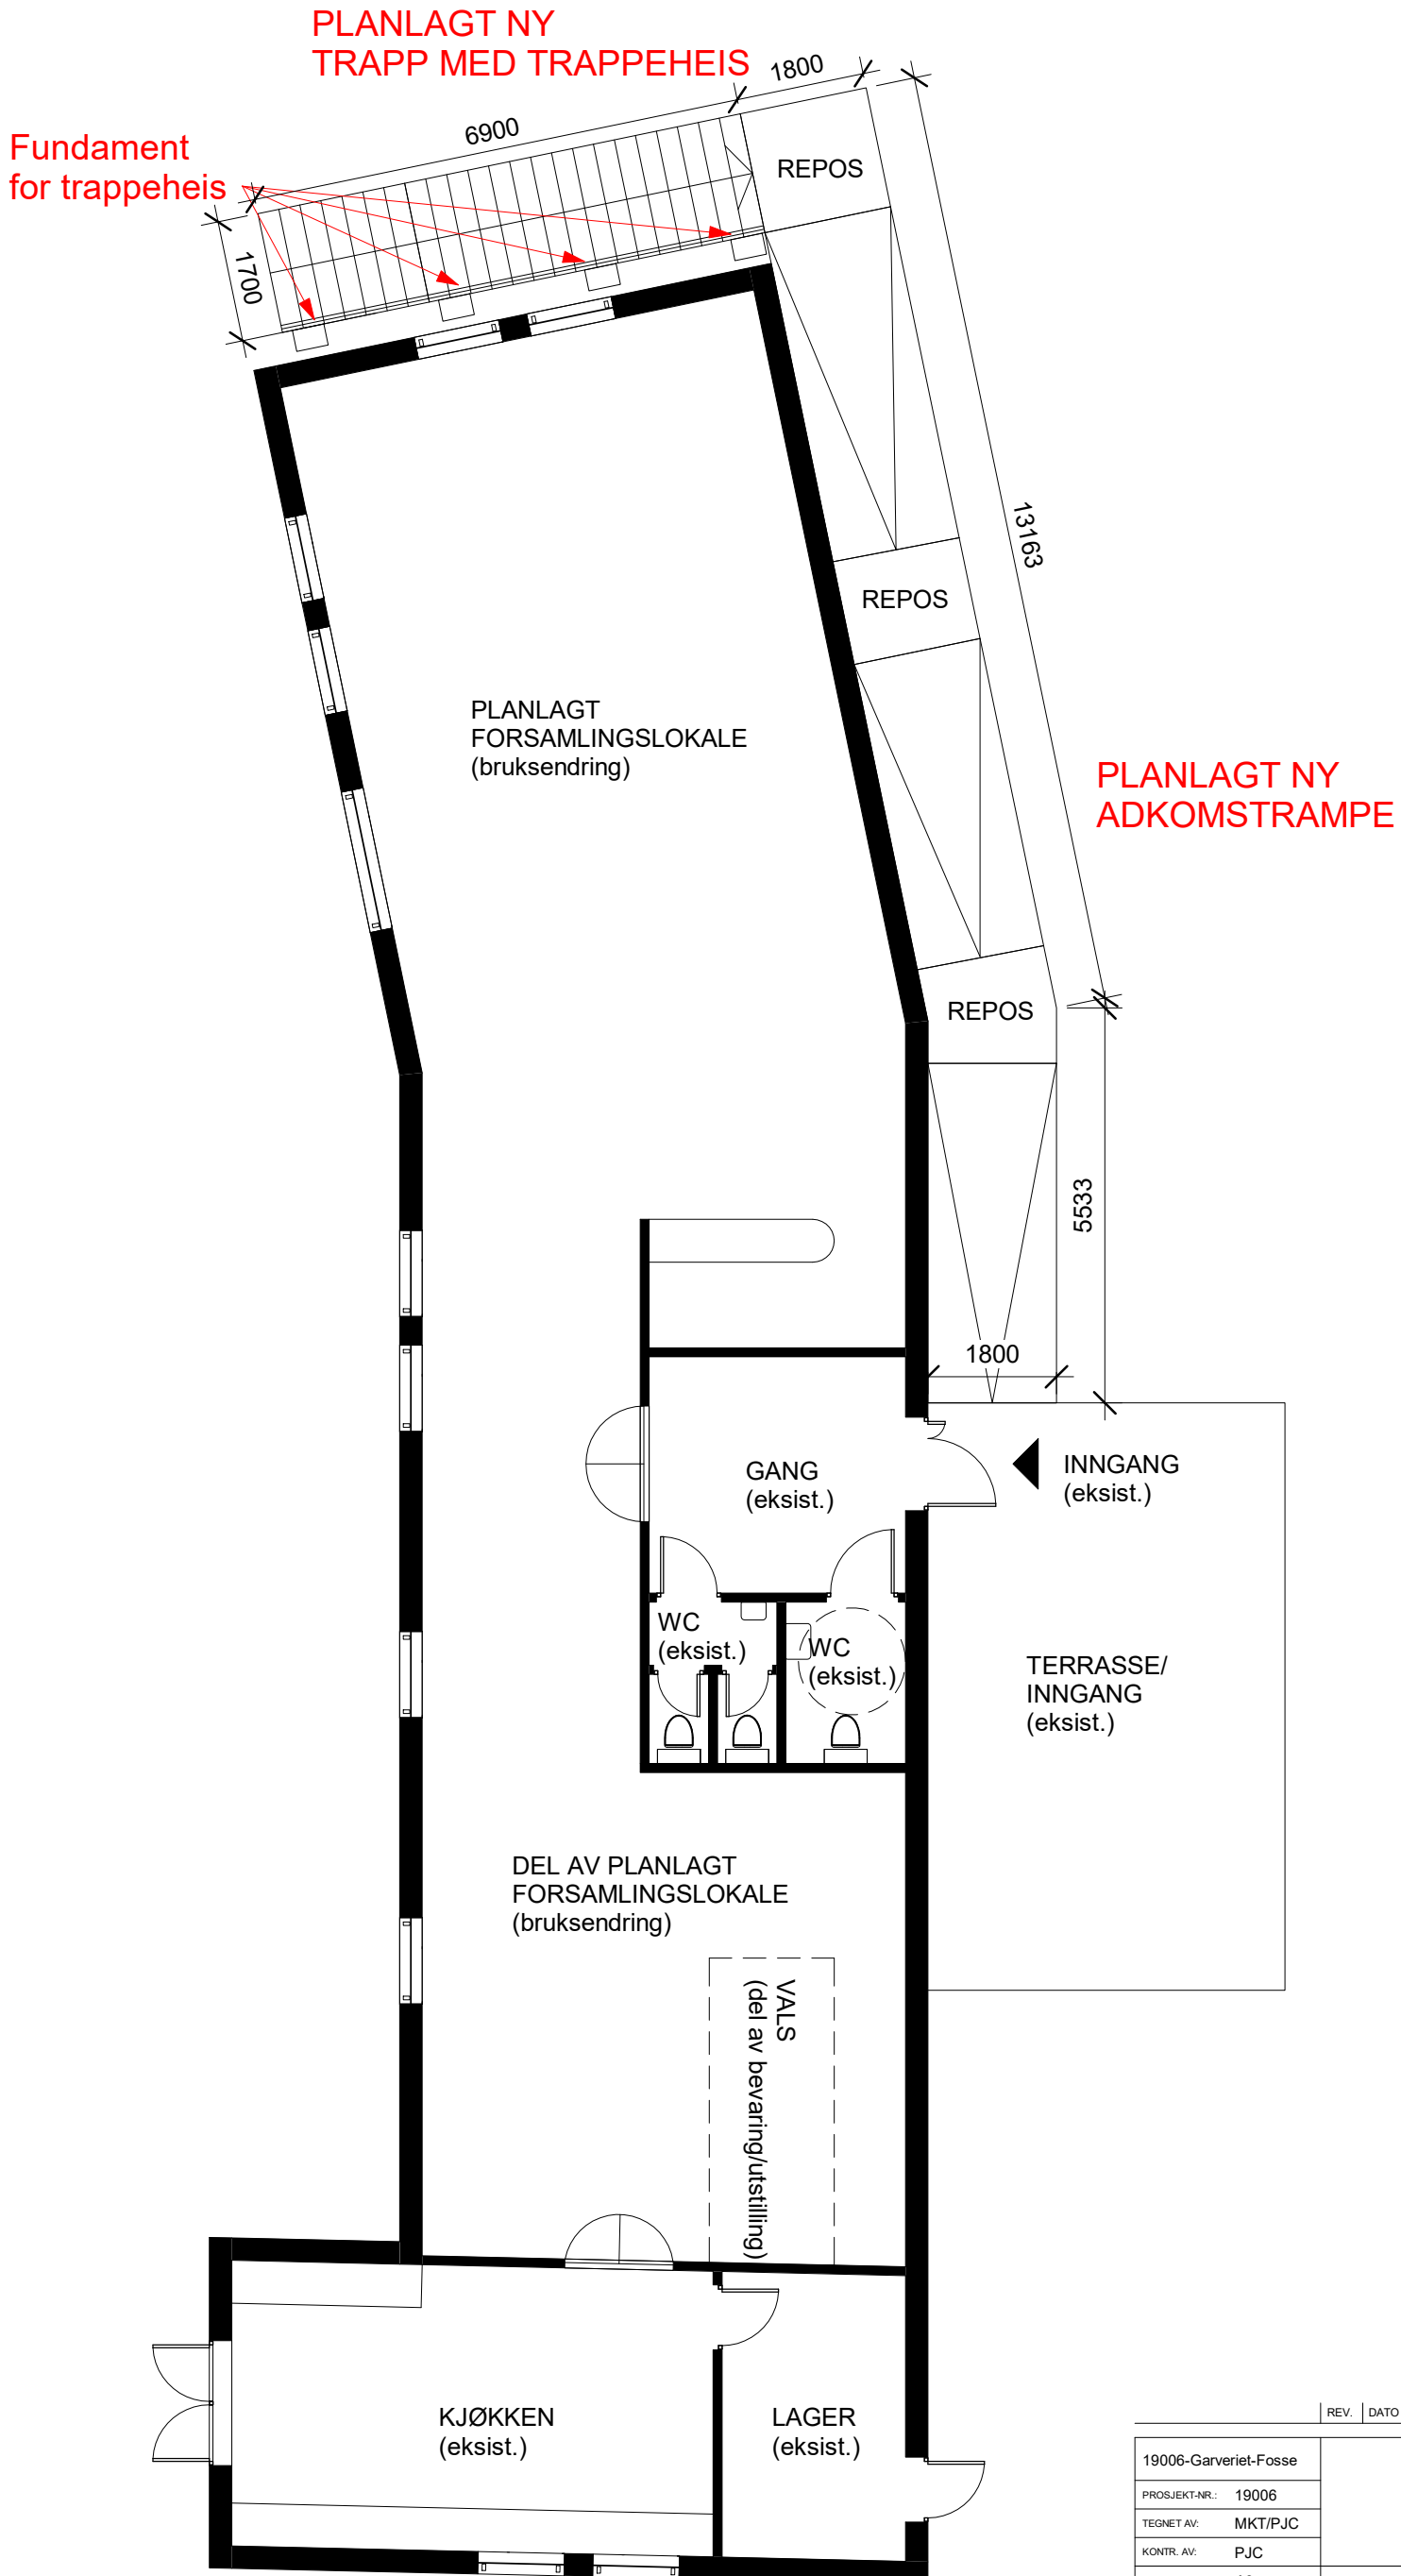 PLANLAGT NY
TRAPP MED TRAPPEHEIS
1800
6900
Fundament
for trappeheis
REPOS
1700
13163
REPOS
PLANLAGT
FORSAMLINGSLOKALE
(bruksendring)
PLANLAGT NY
ADKOMSTRAMPE
REPOS
5533
1800
GANG
(eksist.)
INNGANG
(eksist.)
WC
(eksist.)
WC
(eksist.)
TERRASSE/
INNGANG
(eksist.)
DEL AV PLANLAGT
FORSAMLINGSLOKALE
(bruksendring)
VALS
(del av bevaring/utstilling)
KJØKKEN
(eksist.)
LAGER
(eksist.)
REV. DATO
19006-Garveriet-Fosse
PROSJEKT-NR.: 19006
TEGNET AV: MKT/PJC
KONTR. AV: PJC